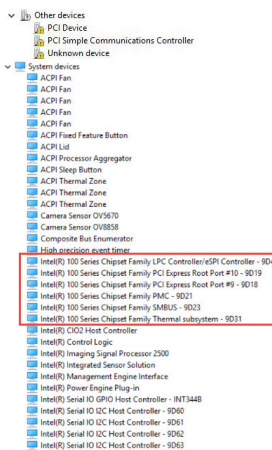 Other devices
PCI Device
PCI Simple Communications Controller
Unknown device
System devices
ACPI Fan
ACPI Fan
ACPI Fan
ACPI Fan
ACPI Fan
ACPI Fixed Feature Button
ACPI Lid
ACPI Processor Aggregator
ACPI Sleep Button
ACPI Thermal Zone
ACPI Thermal Zone
ACPI Thermal Zone
Camera Sensor OV5670
Camera Sensor OV8858
Composite Bus Enumerator
High precision event timer
Intel(R) 100 Series Chipset Family LPC Controller/eSPI Controller - 9D4
Intel(R) 100 Series Chipset Family PCI Express Root Port #10 - 9D19
Intel(R) 100 Series Chipset Family PCI Express Root Port #9 - 9D18
Intel(R) 100 Series Chipset Family PMC - 9D21
Intel(R) 100 Series Chipset Family SMBUS - 9D23
Intel(R) 100 Series Chipset Family Thermal subsystem - 9D31
Intel(R) CIO2 Host Controller
Intel(R) Control Logic
Intel(R) Imaging Signal Processor 2500
Intel(R) Integrated Sensor Solution
Intel(R) Management Engine Interface
Intel(R) Power Engine Plug-in
Intel(R) Serial IO GPIO Host Controller - INT344B
Intel(R) Serial IO I2C Host Controller - 9D60
Intel(R) Serial IO I2C Host Controller - 9D61
Intel(R) Serial IO I2C Host Controller - 9D62
Intel(R) Serial IO I2C Host Controller - 9D63